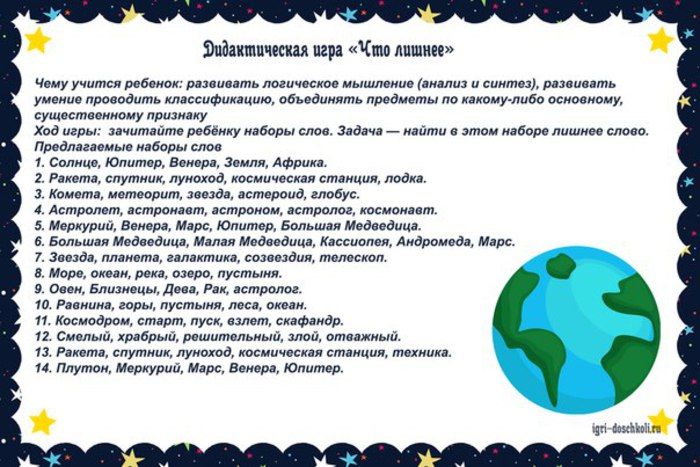 Дидактическая игра «Что лишнее»
Чему учится ребенок: развивать логическое мышление (анализ и синтез), развивать
умение проводить классификацию, объединять предметы по какому-либо основному,
существенному признаку
Ход игры: зачитайте ребёнку наборы слов. Задача — найти в этом наборе лишнее слово.
Предлагаемые наборы слов
1. Солнце, Юпитер, Венера, Земля, Африка.
2. Ракета, спутник, луноход, космическая станция, лодка.
3. Комета, метеорит, звезда, астероид, глобус.
4. Астролет, астронавт, астроном, астролог, космонавт.
5. Меркурий, Венера, Марс, Юпитер, Большая Медведица.
6. Большая Медведица, Малая Медведица, Кассиопея, Андромеда, Марс.
7. Звезда, планета, галактика, созвездия, телескоп.
8. Море, океан, река, озеро, пустыня.
9. Овен, Близнецы, Дева, Рак, астролог.
10. Равнина, горы, пустыня, леса, океан.
11. Космодром, старт, пуск, взлет, скафандр.
12. Смелый, храбрый, решительный, злой, отважный.
13. Ракета, спутник, луноход, космическая станция, техника.
14. Плутон, Меркурий, Марс, Венера, Юпитер.
igri-doschkoli.ru